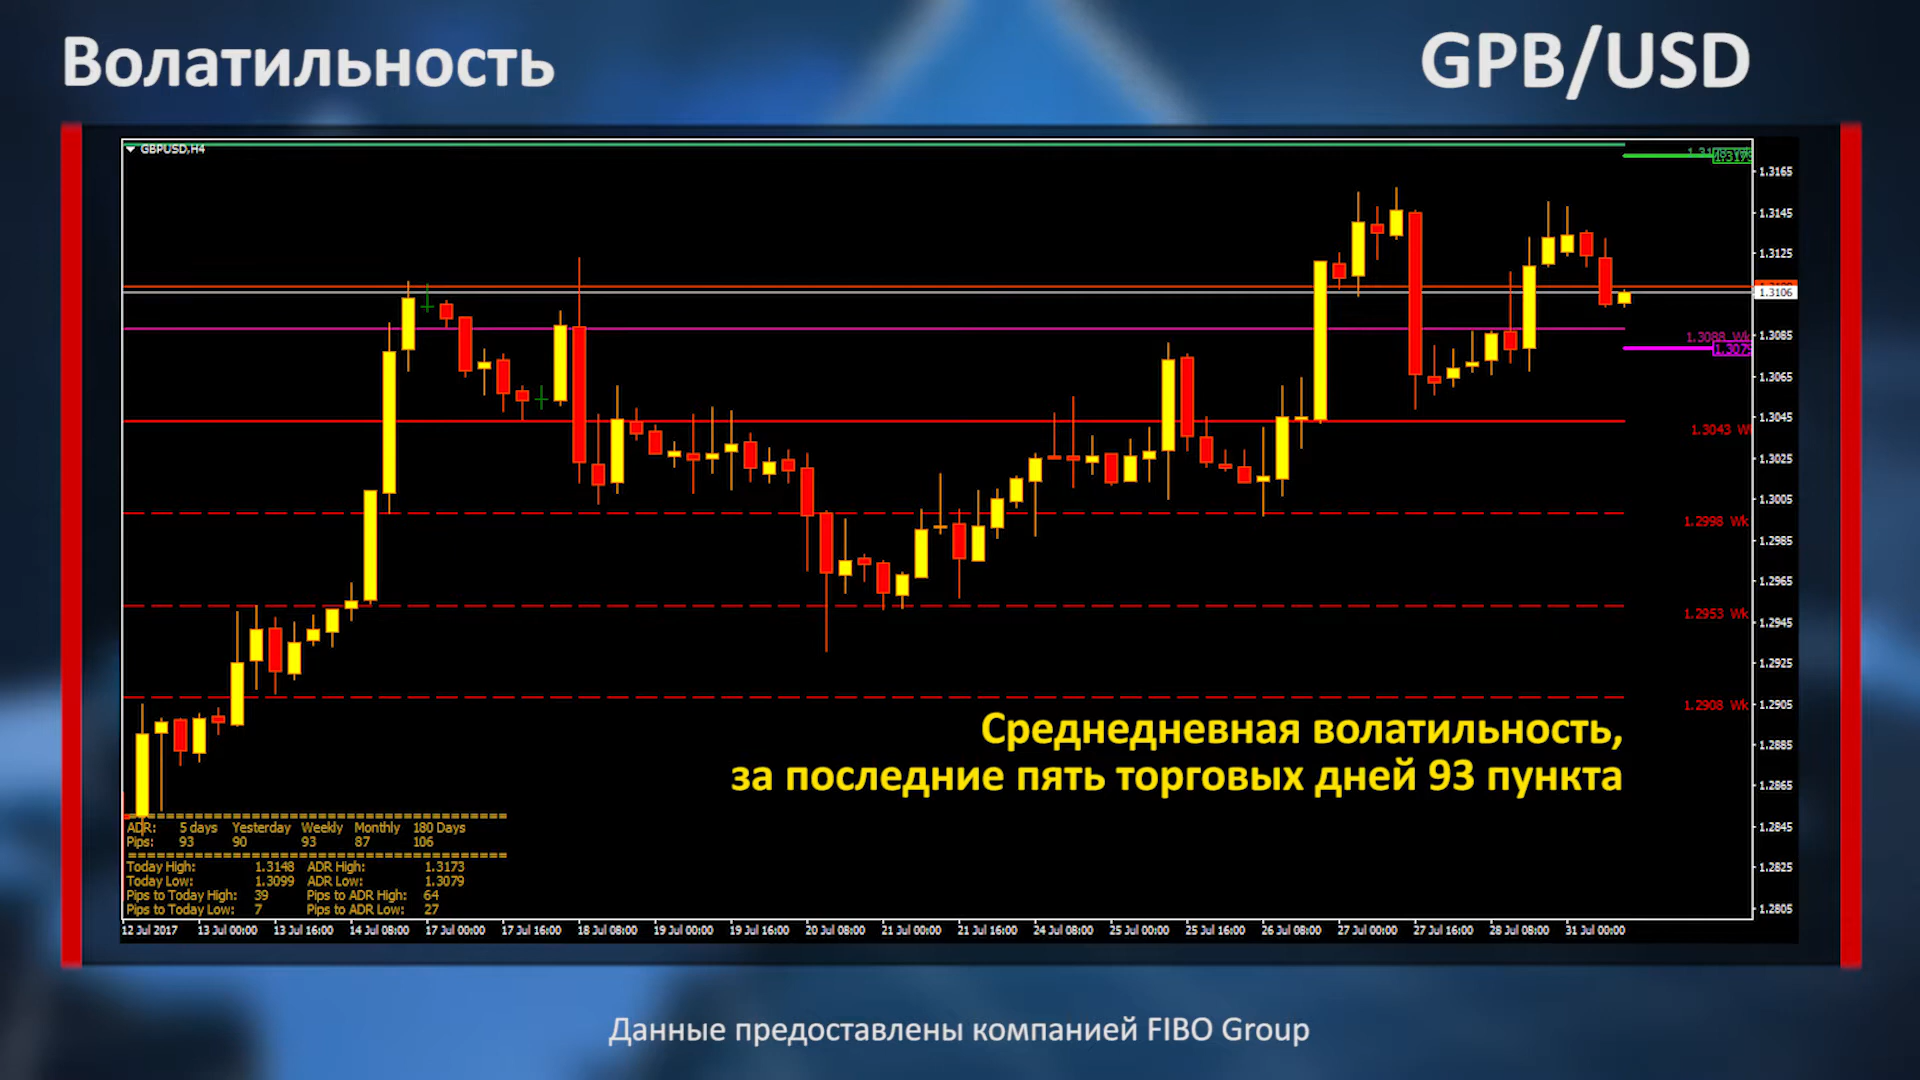 Волатильность
GPB/USD
GBPUSD,H4
1.3173
1.3165
1.3145
1.3125
1.3106
1.3088 Wk
1.3085
1.3079
1.3065
1.3043 W
1.3045
1.3025
1.3005
1.2998 Wk
1.2985
1.2965
1.2953 Wk
1.2945
1.2925
1.2908 Wk
1.2905
1.2885
1.2865
1.2845
1.2825
1.2805
Среднедневная волатильность,
за последние пять торговых дней 93 пункта
ADR: 5 days Yesterday Weekly Monthly 180 Days
Pips: 93 90 93 87 106
Today High: 1.3148 ADR High: 1.3173
Today Low: 1.3099 ADR Low: 1.3079
Pips to Today High: 39 Pips to ADR High: 64
Pips to Today Low: 7 Pips to ADR Low: 27
12 Jul 2017 13 Jul 00:00 13 Jul 16:00 14 Jul 08:00 17 Jul 00:00 17 Jul 16:00 18 Jul 08:00 19 Jul 00:00 19 Jul 16:00 20 Jul 08:00 21 Jul 00:00 21 Jul 16:00 24 Jul 08:00 25 Jul 00:00 25 Jul 16:00 26 Jul 08:00 27 Jul 00:00 27 Jul 16:00 28 Jul 08:00 31 Jul 00:00
Данные предоставлены компанией FIBO Group